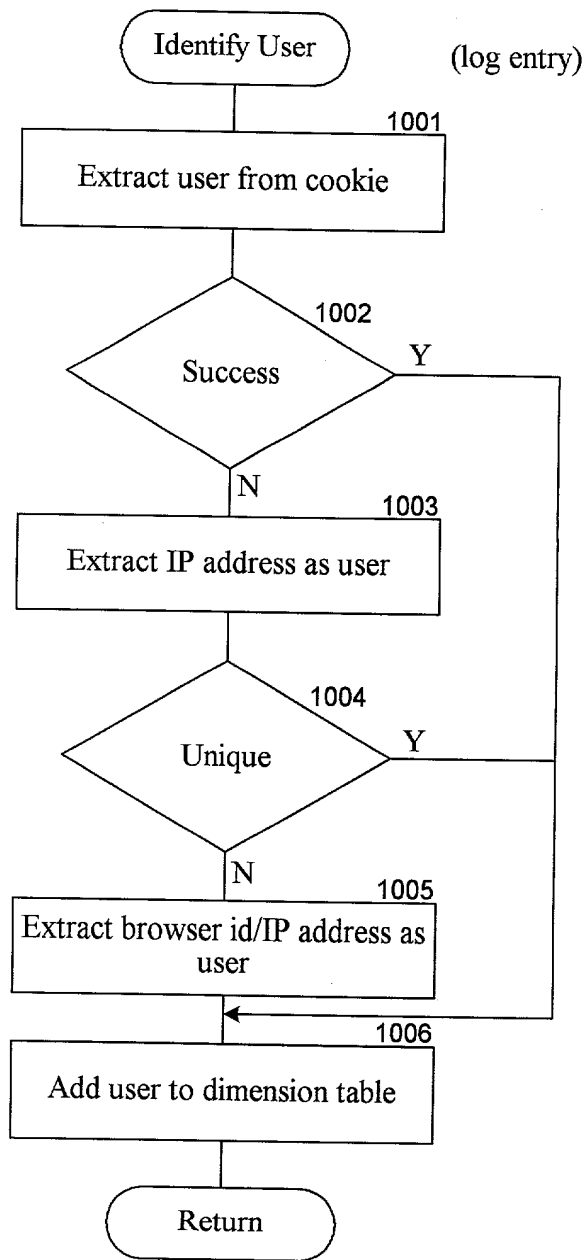 Identify User
(log entry)
1001
Extract user from cookie
1002
Success
Y
N
1003
Extract IP address as user
1004
Unique
Y
N
1005
Extract browser id/IP address as
user
1006
Add user to dimension table
Return